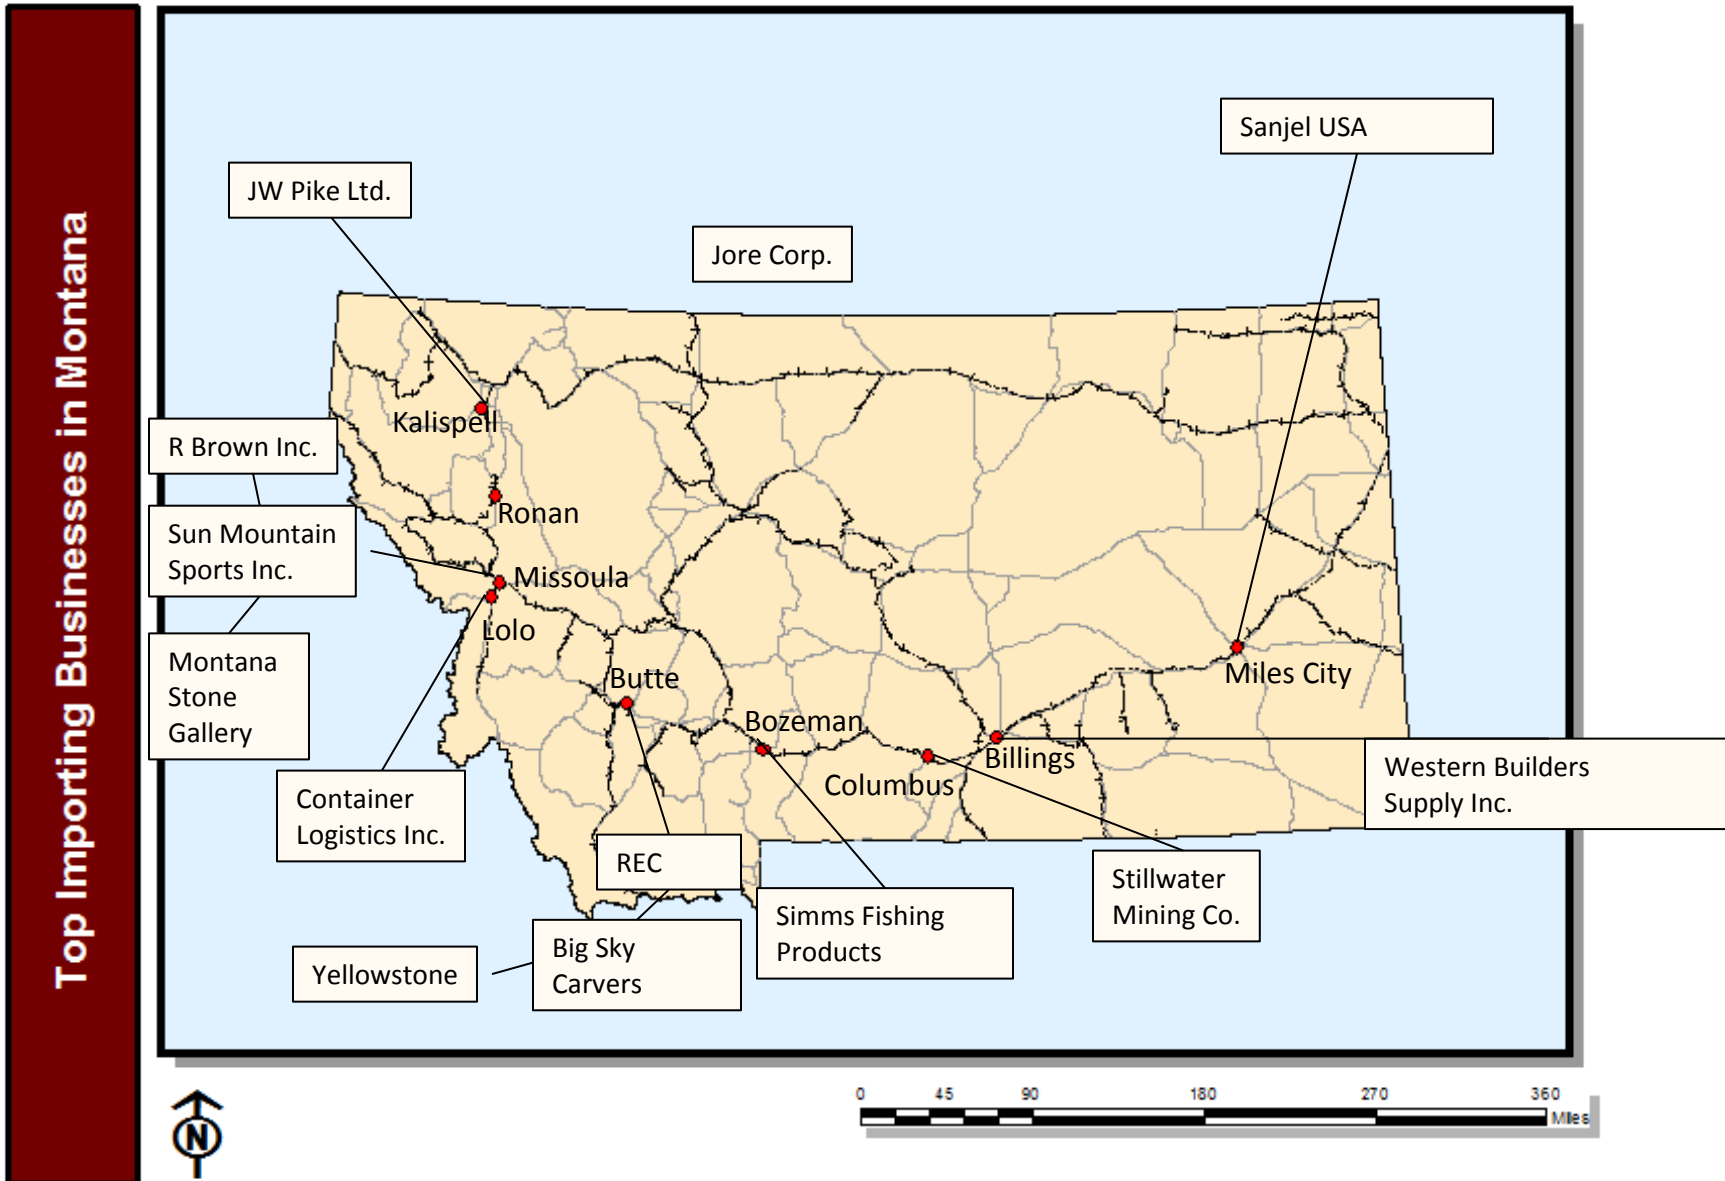 Top Importing Businesses in Montana
Sanjel USA
JW Pike Ltd.
Jore Corp.
Kalispell
R Brown Inc.
Ronan
Sun Mountain
Sports Inc.
Missoula
Lolo
Montana
Stone
Gallery
Butte
Miles City
Bozeman
Billings
Columbus
Western Builders
Supply Inc.
Container
Logistics Inc.
REC
Stillwater
Mining Co.
Simms Fishing
Products
Big Sky
Carvers
Yellowstone
N
0 45 90 180 270 360
Miles